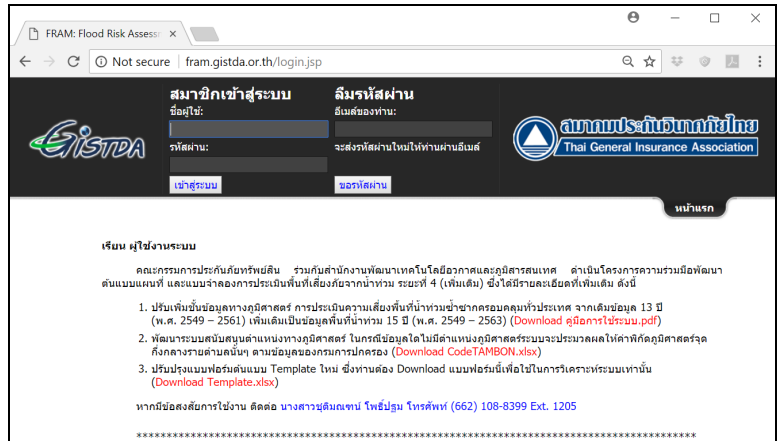 FRAM: Flood Risk Assess
Not secure | fram.gistda.or.th/login.jsp
GISTDA
สมาชิกเข้าสู่ระบบ
ชื่อผู้ใช้:
รหัสผ่าน:
เข้าสู่ระบบ
ลืมรหัสผ่าน
อีเมล์ของท่าน:
จะส่งรหัสผ่านใหม่ให้ท่านผ่านอีเมล์
ขอรหัสผ่าน
สมาคมประกันวินาศภัยไทย
Thai General Insurance Association
หน้าแรก
เรียน ผู้ใช้งานระบบ
คณะกรรมการประกันภัยทรัพย์สิน ร่วมกับสำนักงานพัฒนาเทคโนโลยีอวกาศและภูมิสารสนเทศ ดำเนินโครงการความร่วมมือพัฒนา
ต้นแบบแผนที่ และแบบจำลองการประเมินพื้นที่เสี่ยงภัยจากน้ำท่วม ระยะที่ 4 (เพิ่มเติม) ซึ่งได้มีรายละเอียดที่เพิ่มเติม ดังนี้
1. ปรับเพิ่มชั้นข้อมูลทางภูมิศาสตร์ การประเมินความเสี่ยงพื้นที่น้ำท่วมซ้ำซากครอบคลุมทั่วประเทศ จากเดิมข้อมูล 13 ปี
(พ.ศ. 2549 – 2561) เพิ่มเติมเป็นข้อมูลพื้นที่น้ำท่วม 15 ปี (พ.ศ. 2549 – 2563) (Download คู่มือการใช้ระบบ.pdf)
2. พัฒนาระบบสนับสนุนตำแหน่งทางภูมิศาสตร์ ในกรณีข้อมูลใดไม่มีตำแหน่งภูมิศาสตร์ระบบจะประมวลผลให้ค่าพิกัดภูมิศาสตร์จุด
กึ่งกลางรายตำบลนั้นๆ ตามข้อมูลของกรมการปกครอง (Download CodeTAMBON.xlsx)
3. ปรับปรุงแบบฟอร์มต้นแบบ Template ใหม่ ซึ่งท่านต้อง Download แบบฟอร์มนี้เพื่อใช้ในการวิเคราะห์ระบบเท่านั้น
(Download Template.xlsx)
หากมีข้อสงสัยการใช้งาน ติดต่อ นางสาวชุติมณฑน์ โพธิ์ปฐม โทรศัพท์ (662) 108-8399 Ext. 1205